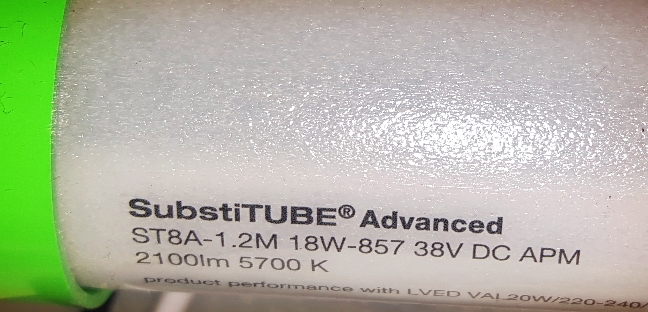 SubstiTUBE® Advanced
ST8A-1.2M 18W-857 38V DC APM
2100lm 5700 K
product performance with LVED VAL20W/220-240/